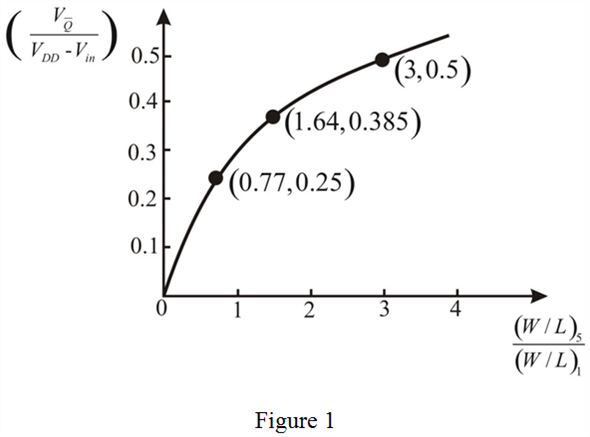 (V_Q̄ / (V_DD - V_in))
0.5
(3,0.5)
0.4
(1.64,0.385)
0.3
(0.77,0.25)
0.2
0.1
0 1 2 3 4
(W / L)_5 / (W / L)_1
Figure 1